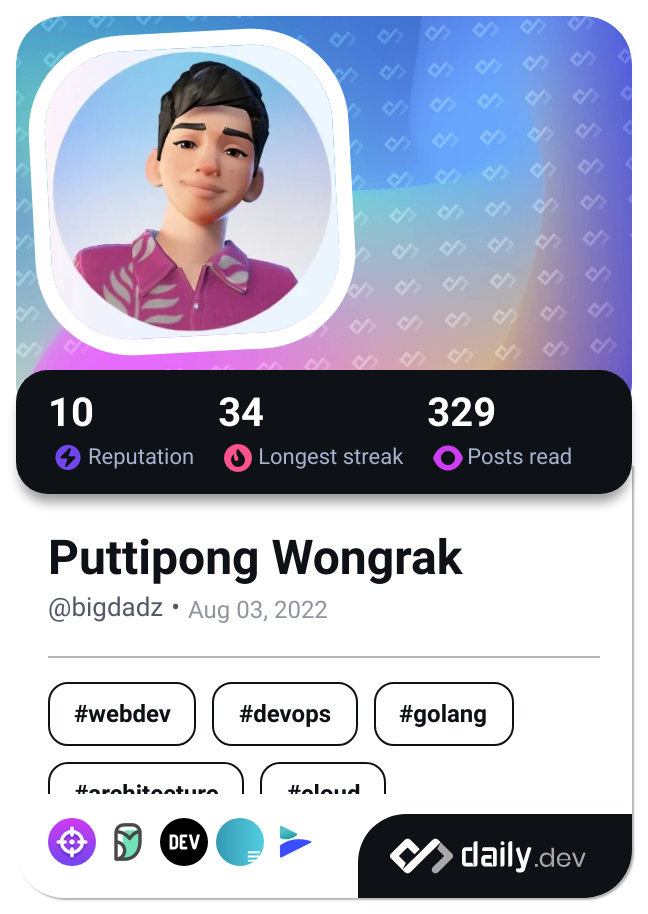 10 34 329
Reputation Longest streak Posts read
Puttipong Wongrak
@bigdadz • Aug 03, 2022
#webdev #devops #golang
#architecture #cloud
DEV daily.dev